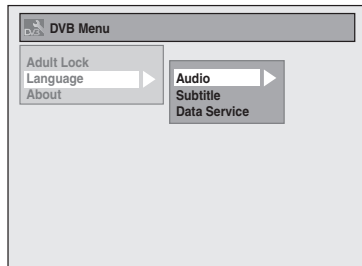 DVB Menu
Adult Lock
Language
About
Audio
Subtitle
Data Service